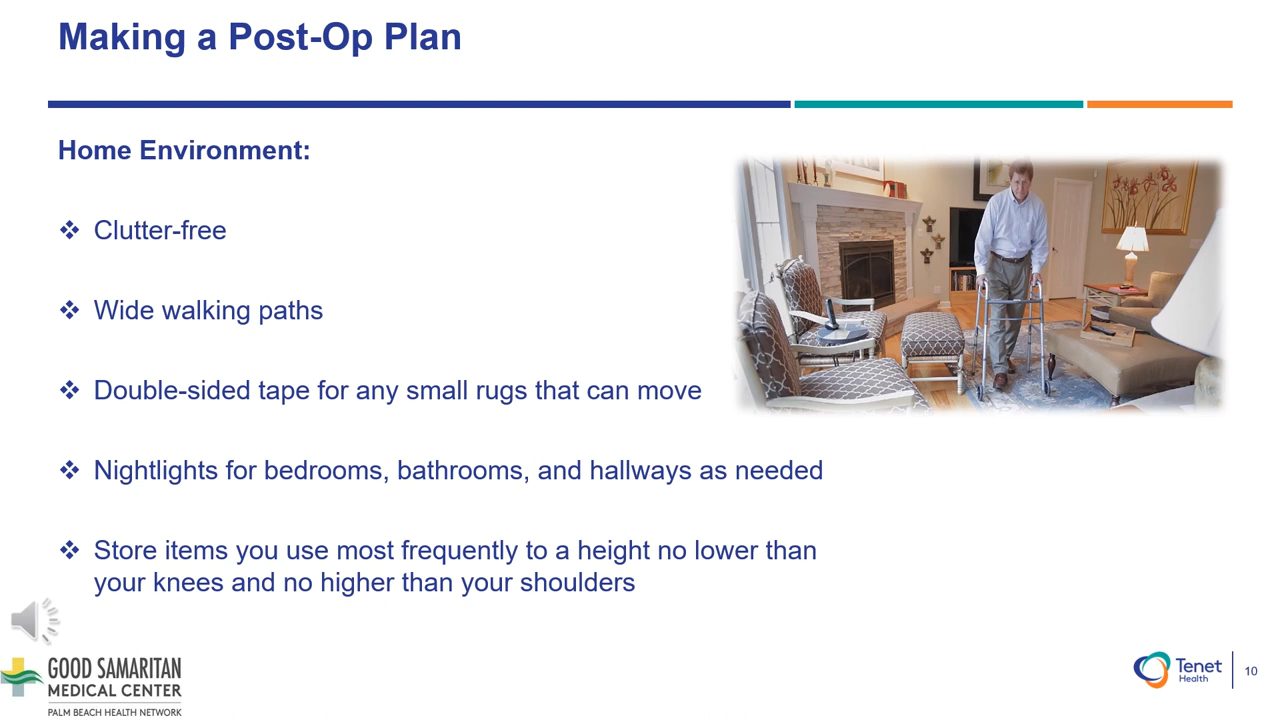 Making a Post-Op Plan
Home Environment:
❖ Clutter-free
❖ Wide walking paths
❖ Double-sided tape for any small rugs that can move
❖ Nightlights for bedrooms, bathrooms, and hallways as needed
❖ Store items you use most frequently to a height no lower than
your knees and no higher than your shoulders
GOOD SAMARITAN
MEDICAL CENTER
PALM BEACH HEALTH NETWORK
Tenet
Health
10